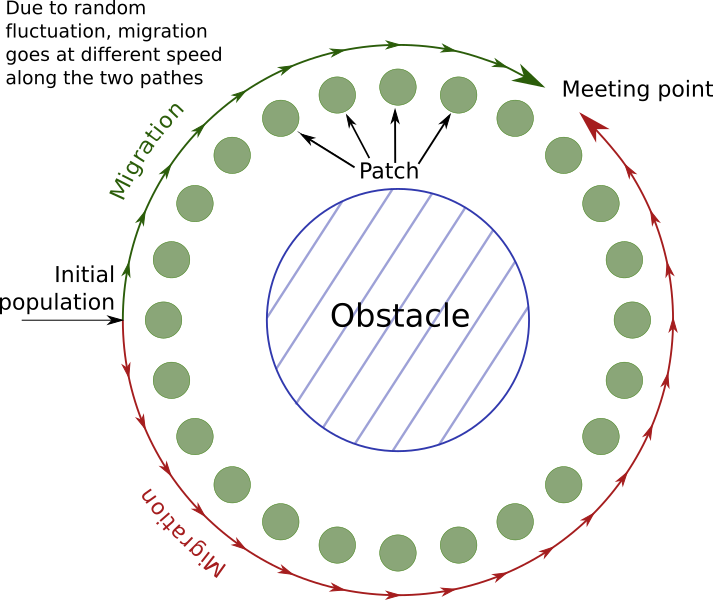 Due to random
fluctuation, migration
goes at different speed
along the two pathes
Meeting point
Migration
Patch
Initial
population
Obstacle
Migration